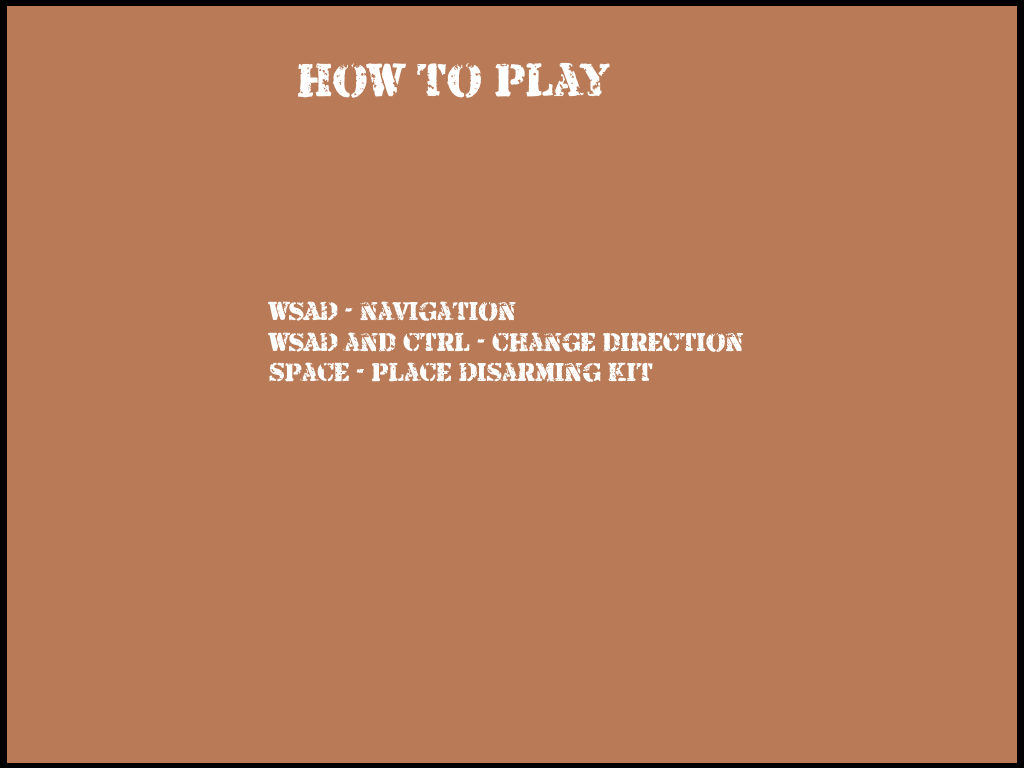 HOW TO PLAY
WSAD - NAVIGATION
WSAD AND CTRL - CHANGE DIRECTION
SPACE - PLACE DISARMING KIT